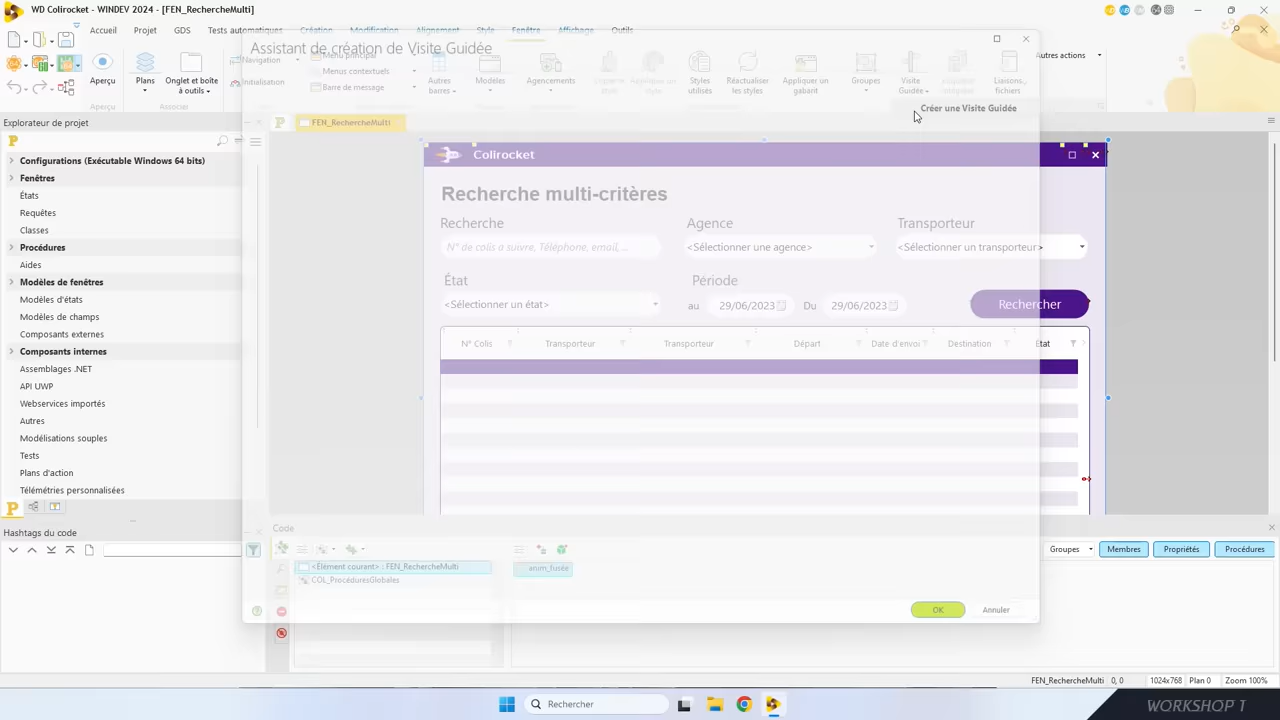 WD Colirocket - WINDEV 2024 - [FEN_RechercheMulti]
Accueil Projet GDS Tests automatiques Création Modification Alignement Style Fenêtre Affichage Outils
Assistant de création de Visite Guidée
Aperçu
Plans
Onglet et boîte à outils
Navigation
Initialisation
Menu principal
Menus contextuels
Barre de message
Autres barres
Modèles
Agencements
Styles utilisés
Réactualiser les styles
Appliquer un gabarit
Groupes
Visite Guidée
Liaisons fichiers
Autres actions
Aperçu
Associer
Créer une Visite Guidée
Explorateur de projet
FEN_RechercheMulti
Configurations (Exécutable Windows 64 bits)
Fenêtres
États
Requêtes
Classes
Procédures
Aides
Modèles de fenêtres
Modèles d'états
Modèles de champs
Composants externes
Composants internes
Assemblages .NET
API UWP
Webservices importés
Autres
Modélisations souples
Tests
Plans d'action
Télémétries personnalisées
Colirocket
Recherche multi-critères
Recherche Agence Transporteur
N° de colis a suivre, Téléphone, email, ... <Sélectionner une agence> <Sélectionner un transporteur>
État Période
<Sélectionner un état> au 29/06/2023 Du 29/06/2023 Rechercher
N° Colis Transporteur Transporteur Départ Date d'envoi Destination Etat
Hashtags du code
Code
Groupes Membres Propriétés Procédures
<Élément courant> : FEN_RechercheMulti
COL_ProcéduresGlobales
anim_fusée
OK Annuler
FEN_RechercheMulti 0, 0 1024x768 Plan 0 Zoom 100%
Rechercher
WORKSHOP 1